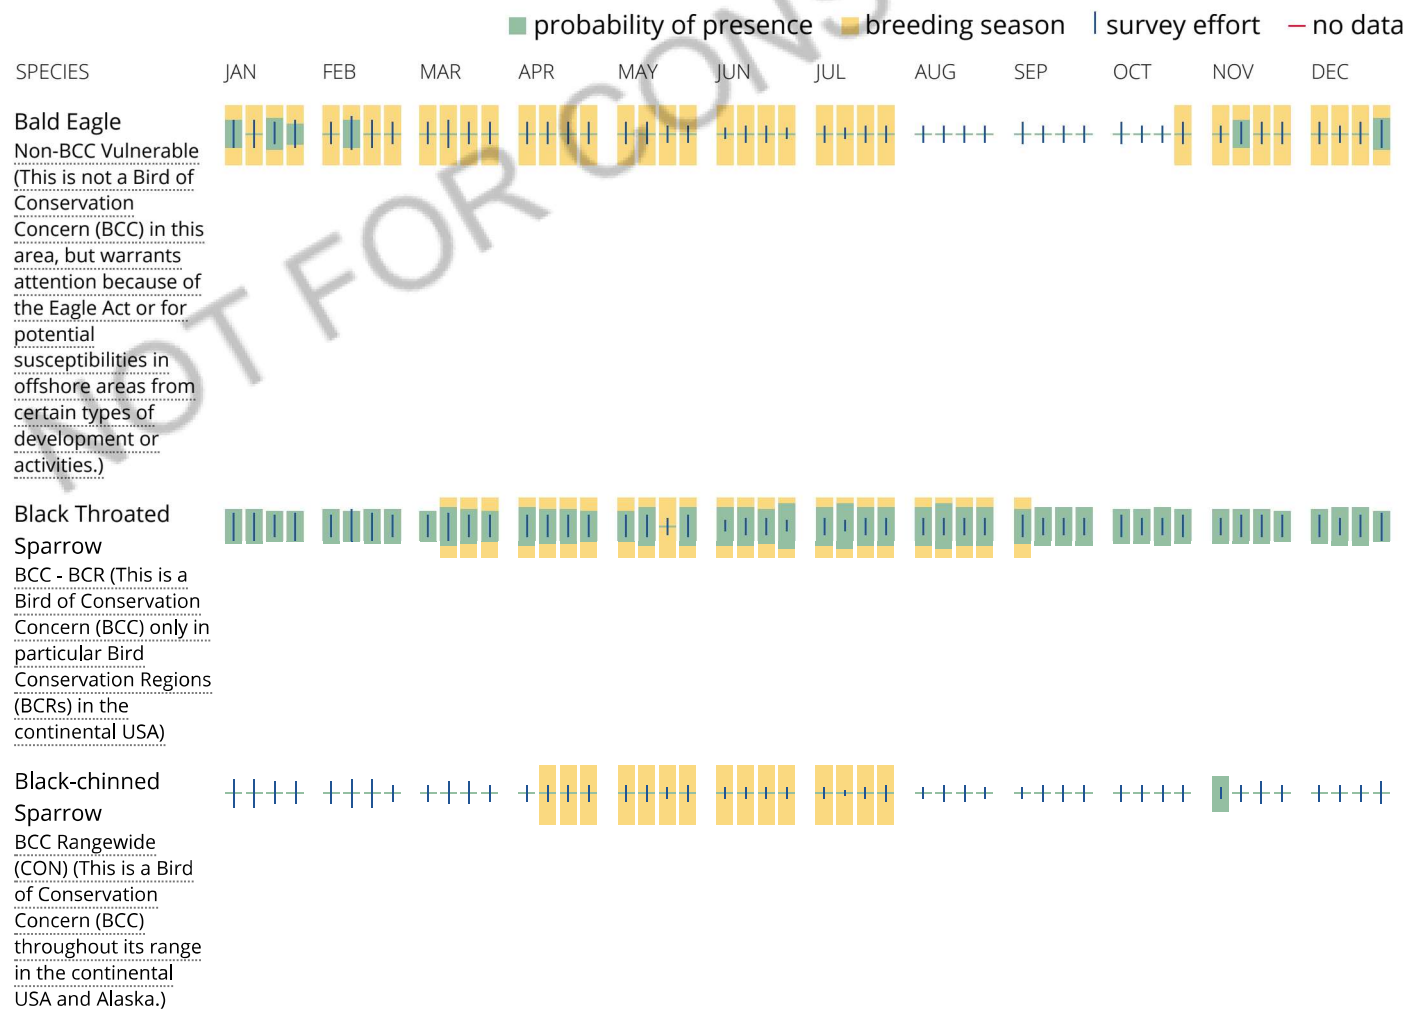 probability of presence breeding season survey effort no data
SPECIES JAN FEB MAR APR MAY JUN JUL AUG SEP OCT NOV DEC
Bald Eagle
Non-BCC Vulnerable
(This is not a Bird of
Conservation
Concern (BCC) in this
area, but warrants
attention because of
the Eagle Act or for
potential
susceptibilities in
offshore areas from
certain types of
development or
activities.)
Black Throated
Sparrow
BCC - BCR (This is a
Bird of Conservation
Concern (BCC) only in
particular Bird
Conservation Regions
(BCRs) in the
continental USA)
Black-chinned
Sparrow
BCC Rangewide
(CON) (This is a Bird
of Conservation
Concern (BCC)
throughout its range
in the continental
USA and Alaska.)
NOT FOR CONS